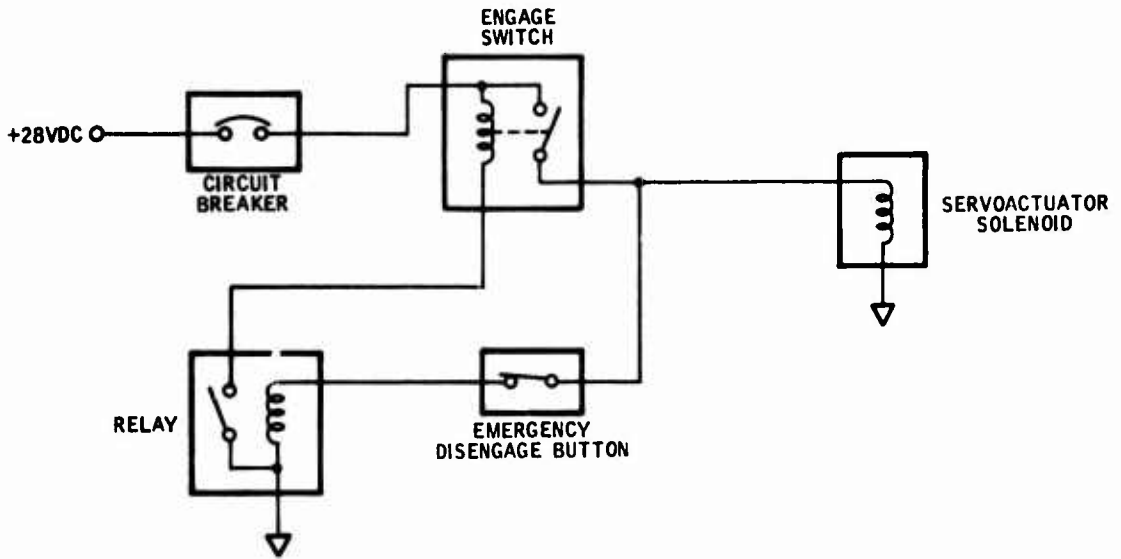 ENGAGE
SWITCH
+28VDC
CIRCUIT
BREAKER
SERVOACTUATOR
SOLENOID
RELAY
EMERGENCY
DISENGAGE BUTTON